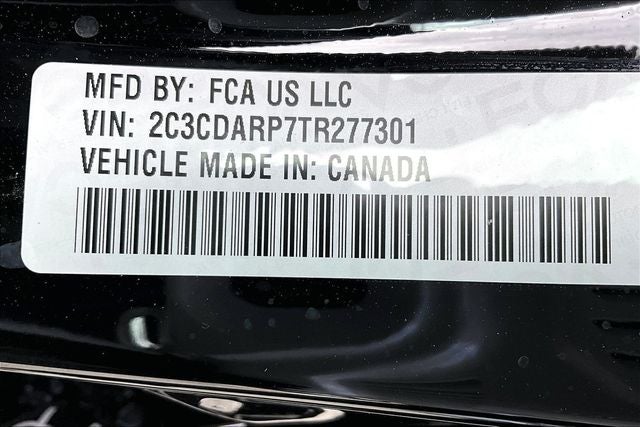 MFD BY: FCA US LLC
VIN: 2C3CDARP7TR277301
VEHICLE MADE IN: CANADA